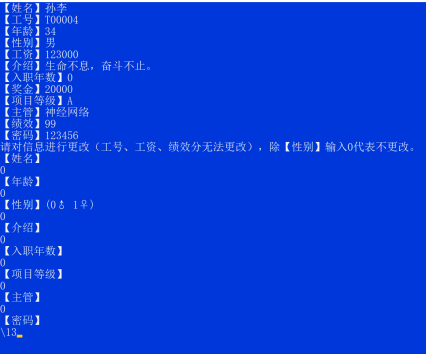 【姓名】孙李
【工号】T00004
【年龄】34
【性别】男
【工资】123000
【介绍】生命不息，奋斗不止。
【入职年数】0
【奖金】20000
【项目等级】A
【主管】神经网络
【绩效】99
【密码】123456
请对信息进行更改（工号、工资、绩效分无法更改），除【性别】输入0代表不更改。
【姓名】
0
【年龄】
0
【性别】(0♂ 1♀)
0
【介绍】
0
【入职年数】
0
【项目等级】
0
【主管】
0
【密码】
\13